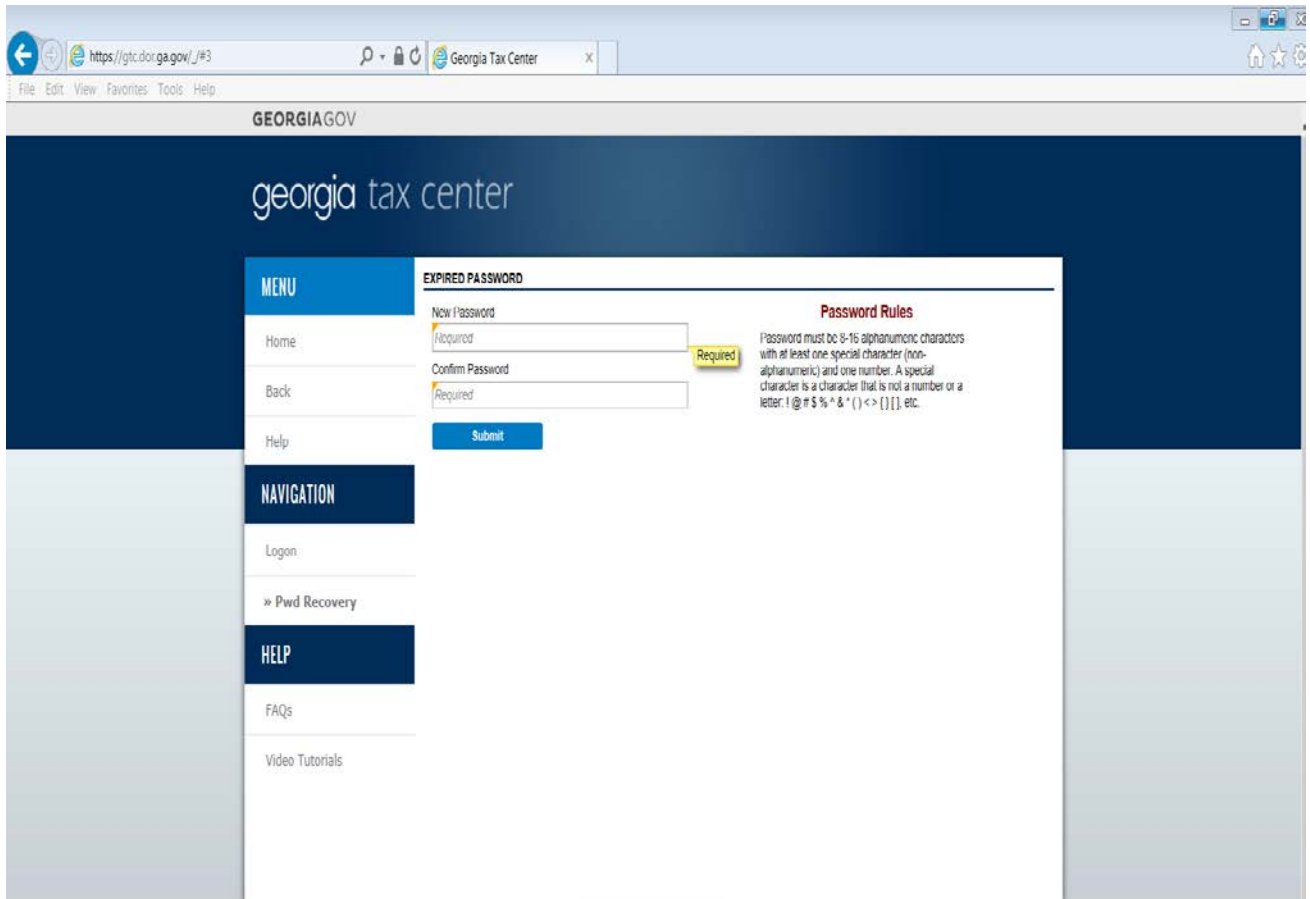 https://gtc.dor.ga.gov/_/#3
Georgia Tax Center
File Edit View Favorites Tools Help
GEORGIAGOV
georgia tax center
MENU
Home
Back
Help
NAVIGATION
Logon
» Pwd Recovery
HELP
FAQs
Video Tutorials
EXPIRED PASSWORD
New Password
Required
Required
Confirm Password
Required
Submit
Password Rules
Password must be 8-16 alphanumeric characters
with at least one special character (non-
alphanumeric) and one number. A special
character is a character that is not a number or a
letter: ! @ # $ % ^ & * ( ) < > { } [ ], etc.